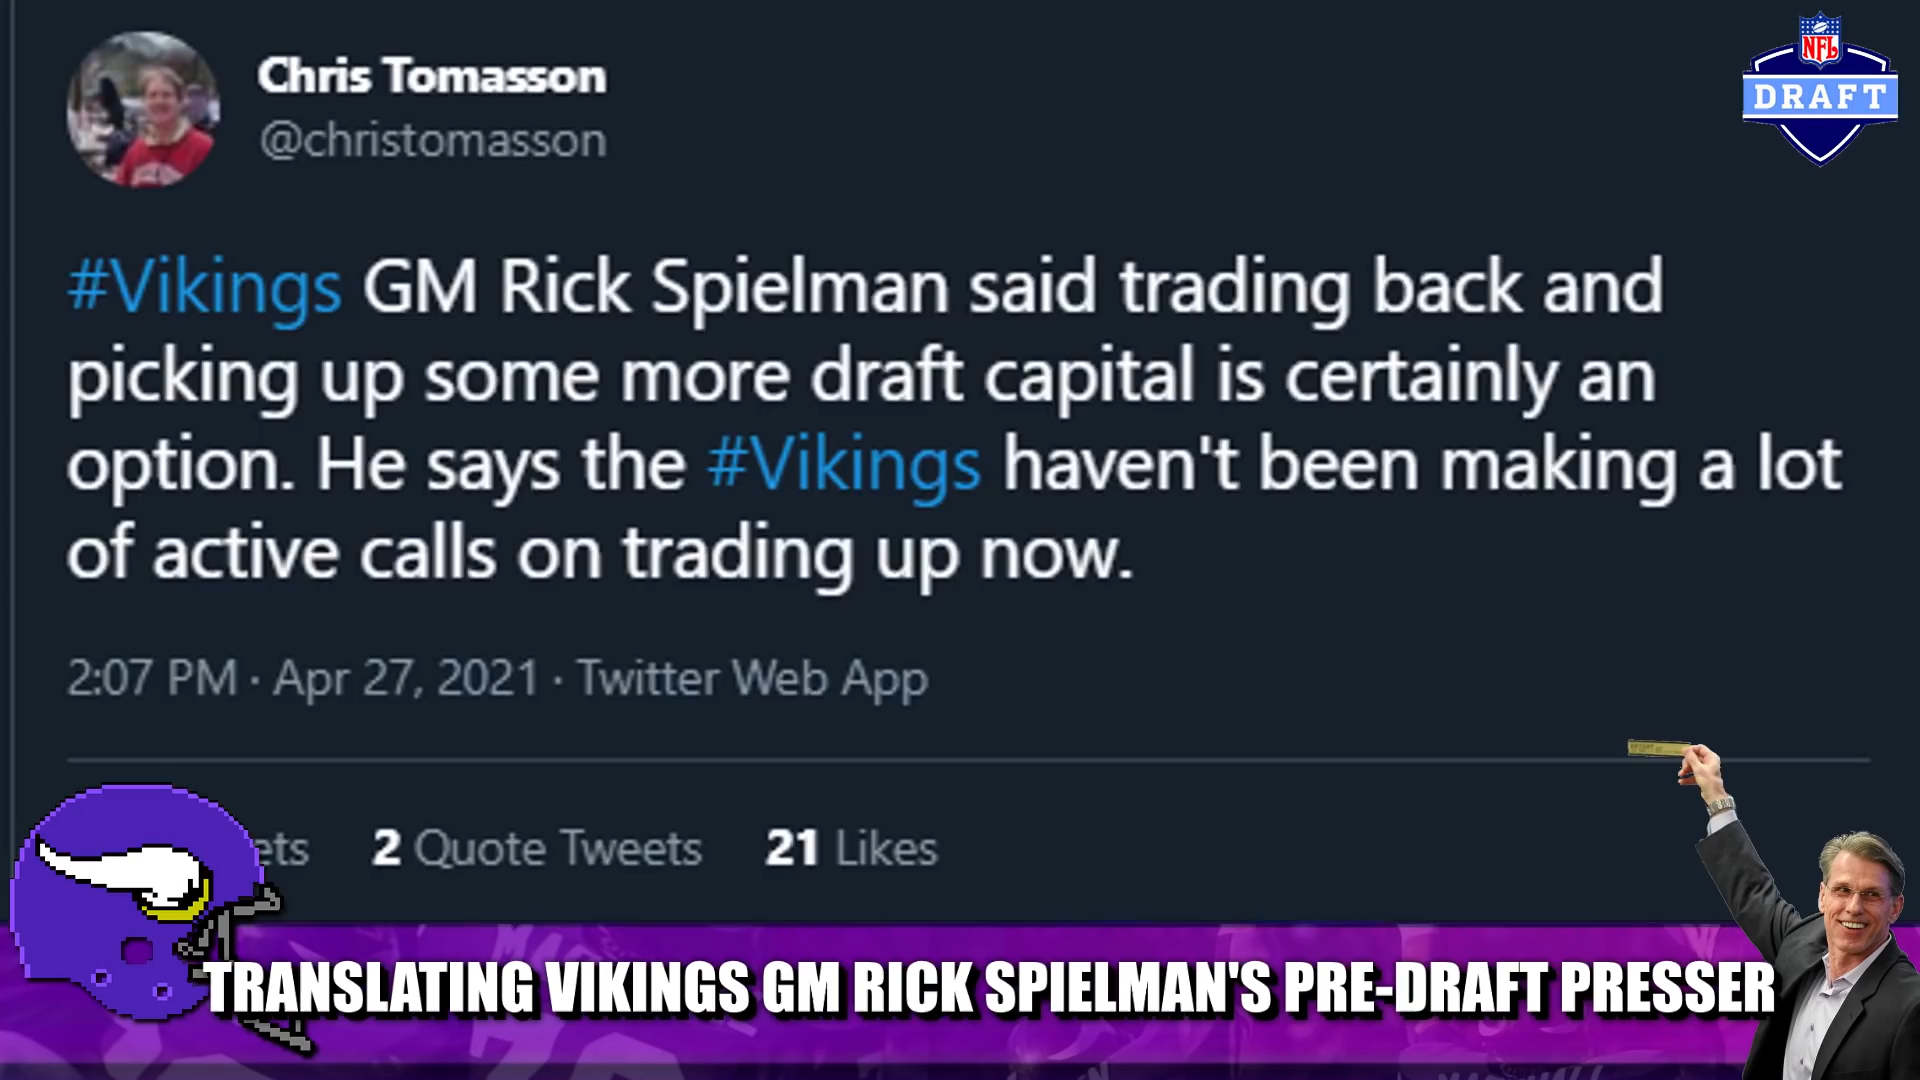 Chris Tomasson
@christomasson
NFL
DRAFT
#Vikings GM Rick Spielman said trading back and
picking up some more draft capital is certainly an
option. He says the #Vikings haven't been making a lot
of active calls on trading up now.
2:07 PM · Apr 27, 2021 · Twitter Web App
2 Quote Tweets 21 Likes
TRANSLATING VIKINGS GM RICK SPIELMAN'S PRE-DRAFT PRESSER